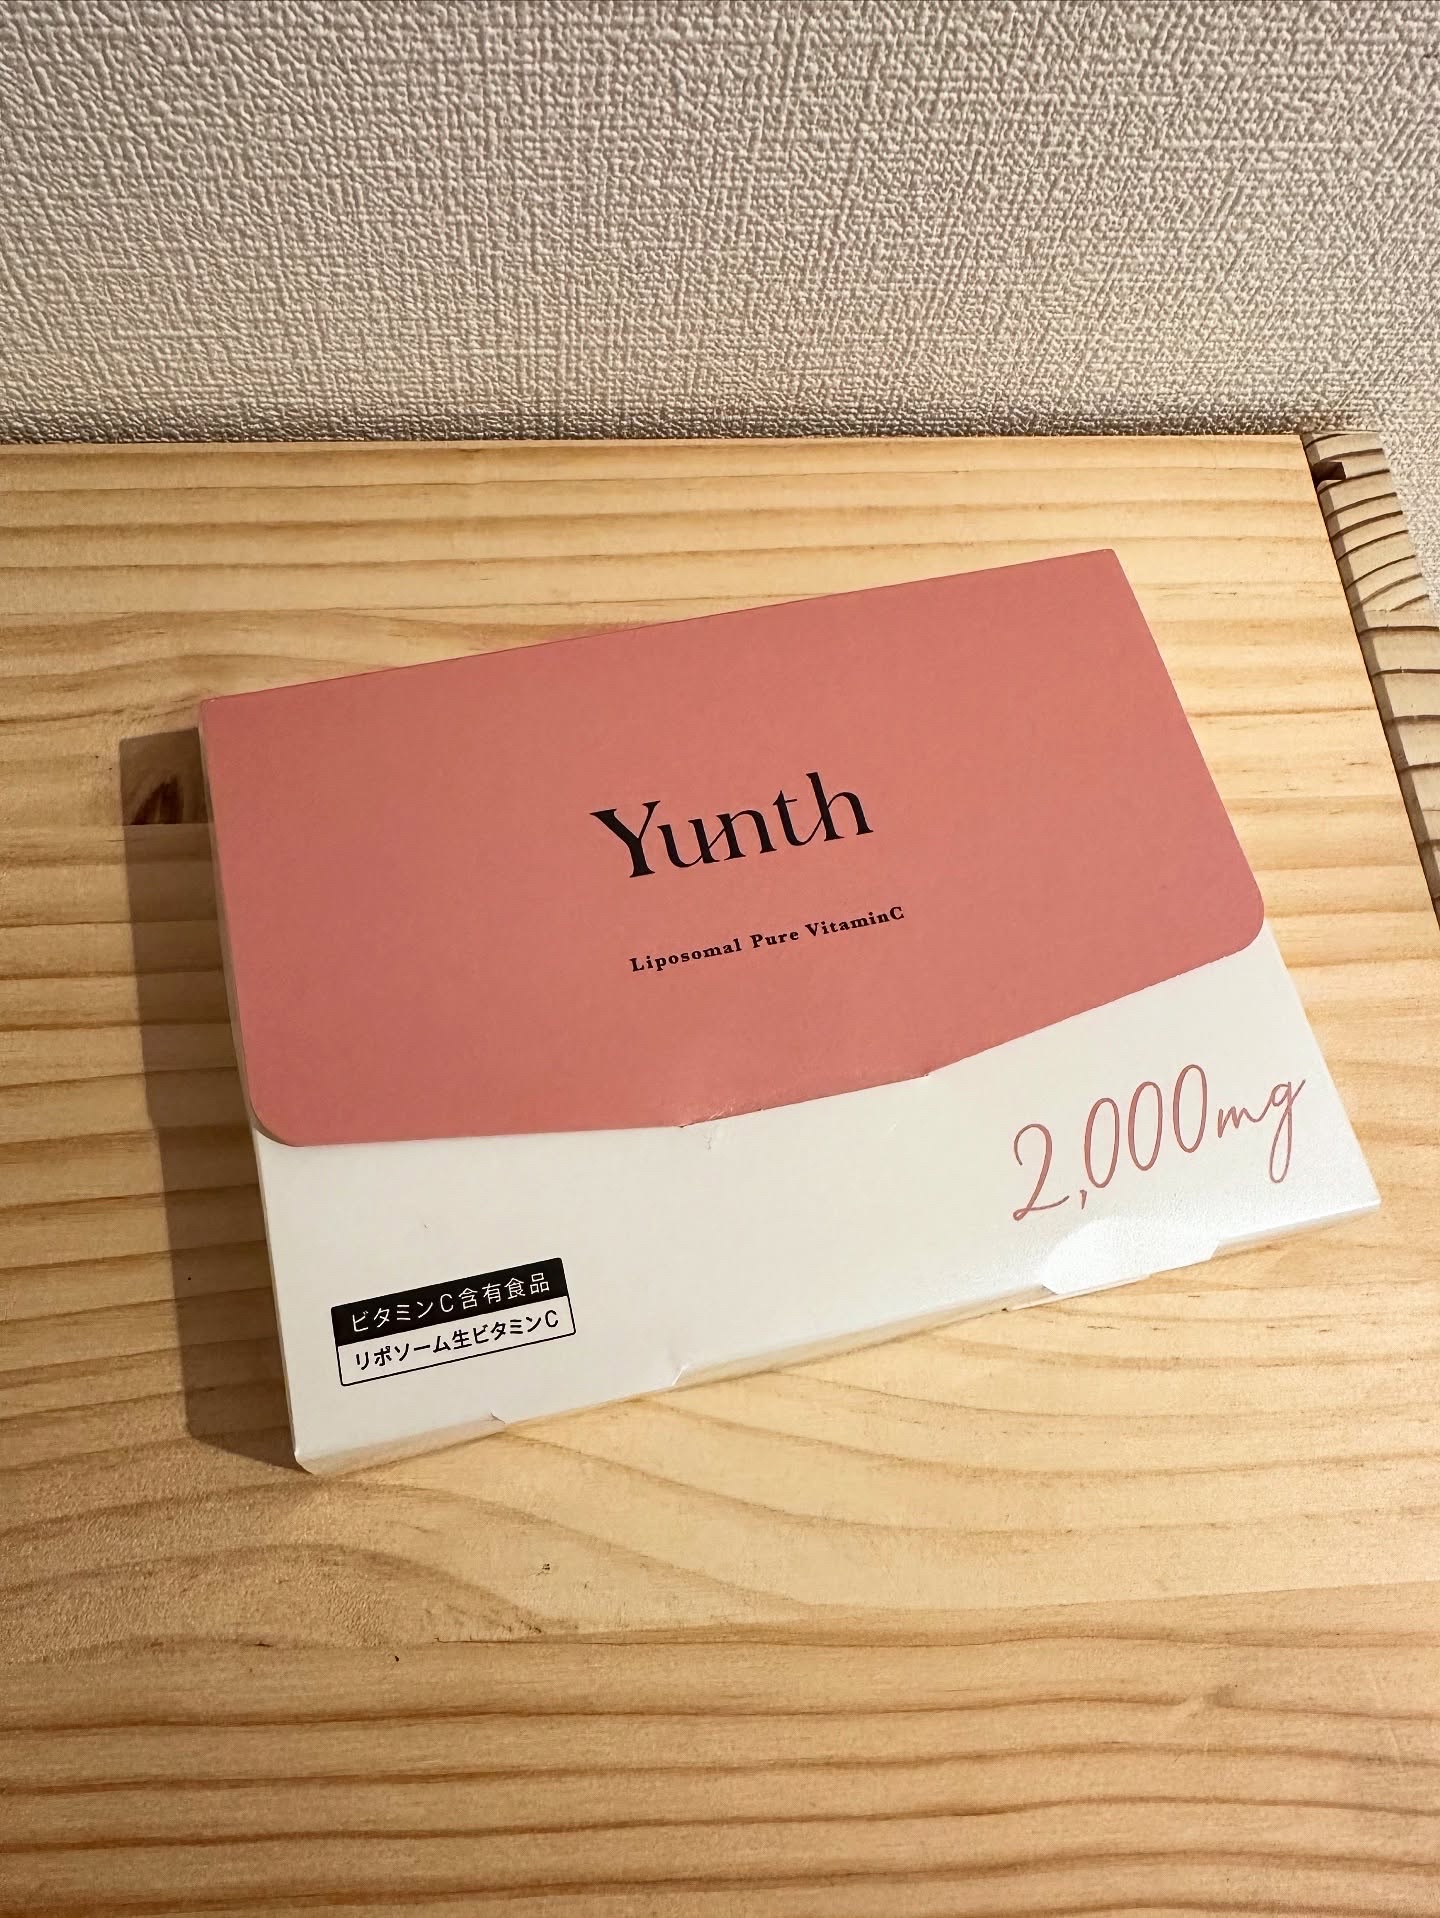 Yunth
Liposomal Pure VitaminC
2,000mg
ビタミンC含有食品
リポソーム生ビタミンC